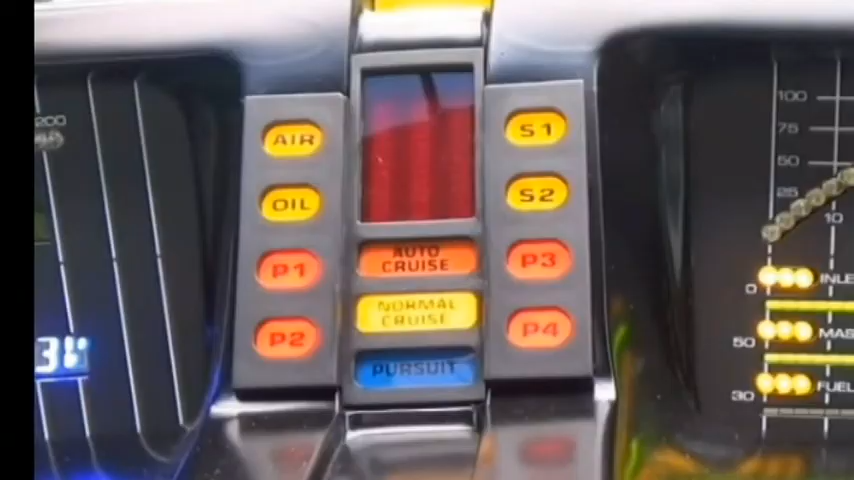 200
AIR
OIL
P1
P2
AUTO
CRUISE
NORMAL
CRUISE
PURSUIT
S1
S2
P3
P4
100
75
50
25
10
0
INLE
50
MAS
30
FUEL